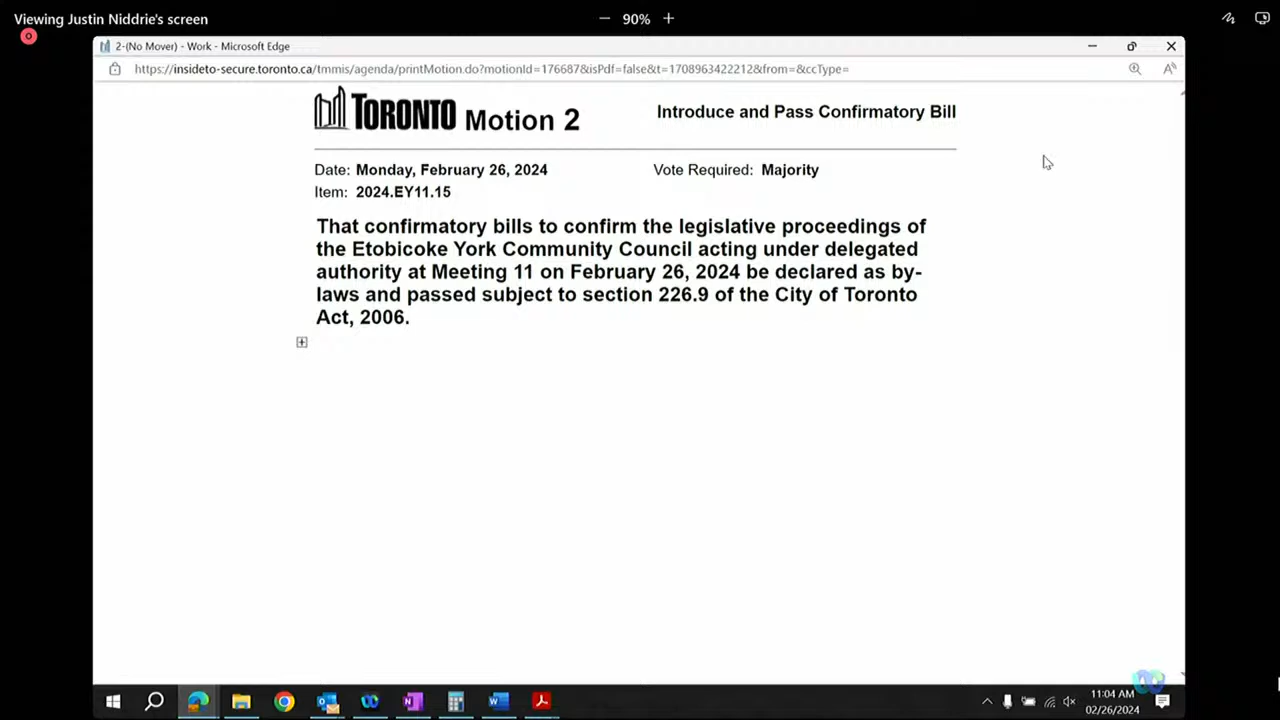 Viewing Justin Niddrie's screen
90%
2-(No Mover) - Work - Microsoft Edge
https://insideto-secure.toronto.ca/tmmis/agenda/printMotion.do?motionId=176687&isPdf=false&t=1708963422212&from=&ccType=
TORONTO Motion 2
Introduce and Pass Confirmatory Bill
Date: Monday, February 26, 2024
Vote Required: Majority
Item: 2024.EY11.15
That confirmatory bills to confirm the legislative proceedings of
the Etobicoke York Community Council acting under delegated
authority at Meeting 11 on February 26, 2024 be declared as by-
laws and passed subject to section 226.9 of the City of Toronto
Act, 2006.
11:04 AM
02/26/2024